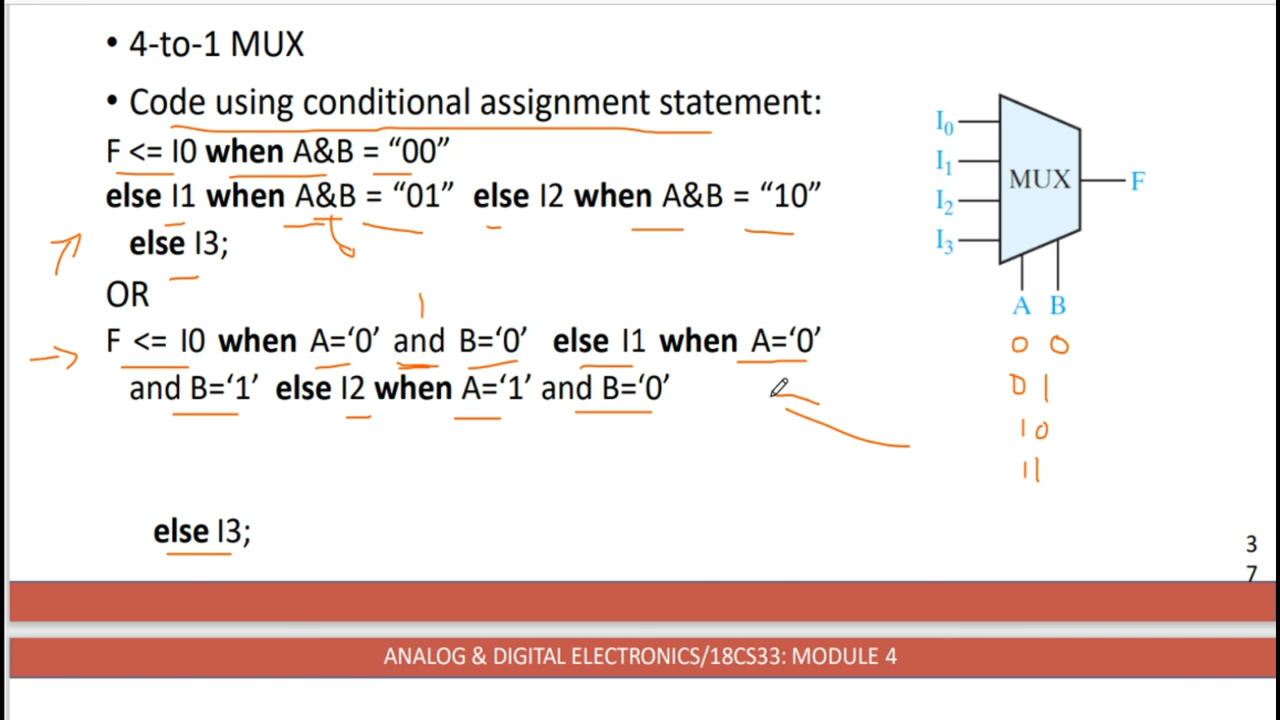 • 4-to-1 MUX
• Code using conditional assignment statement:
F <= I0 when A&B = “00”
else I1 when A&B = “01” else I2 when A&B = “10”
else I3;
OR
F <= I0 when A=‘0’ and B=‘0’ else I1 when A=‘0’
and B=‘1’ else I2 when A=‘1’ and B=‘0’
else I3;
I0
I1
I2
I3
MUX
F
A B
0 0
0 1
1 0
1 1
3
7
ANALOG & DIGITAL ELECTRONICS/18CS33: MODULE 4